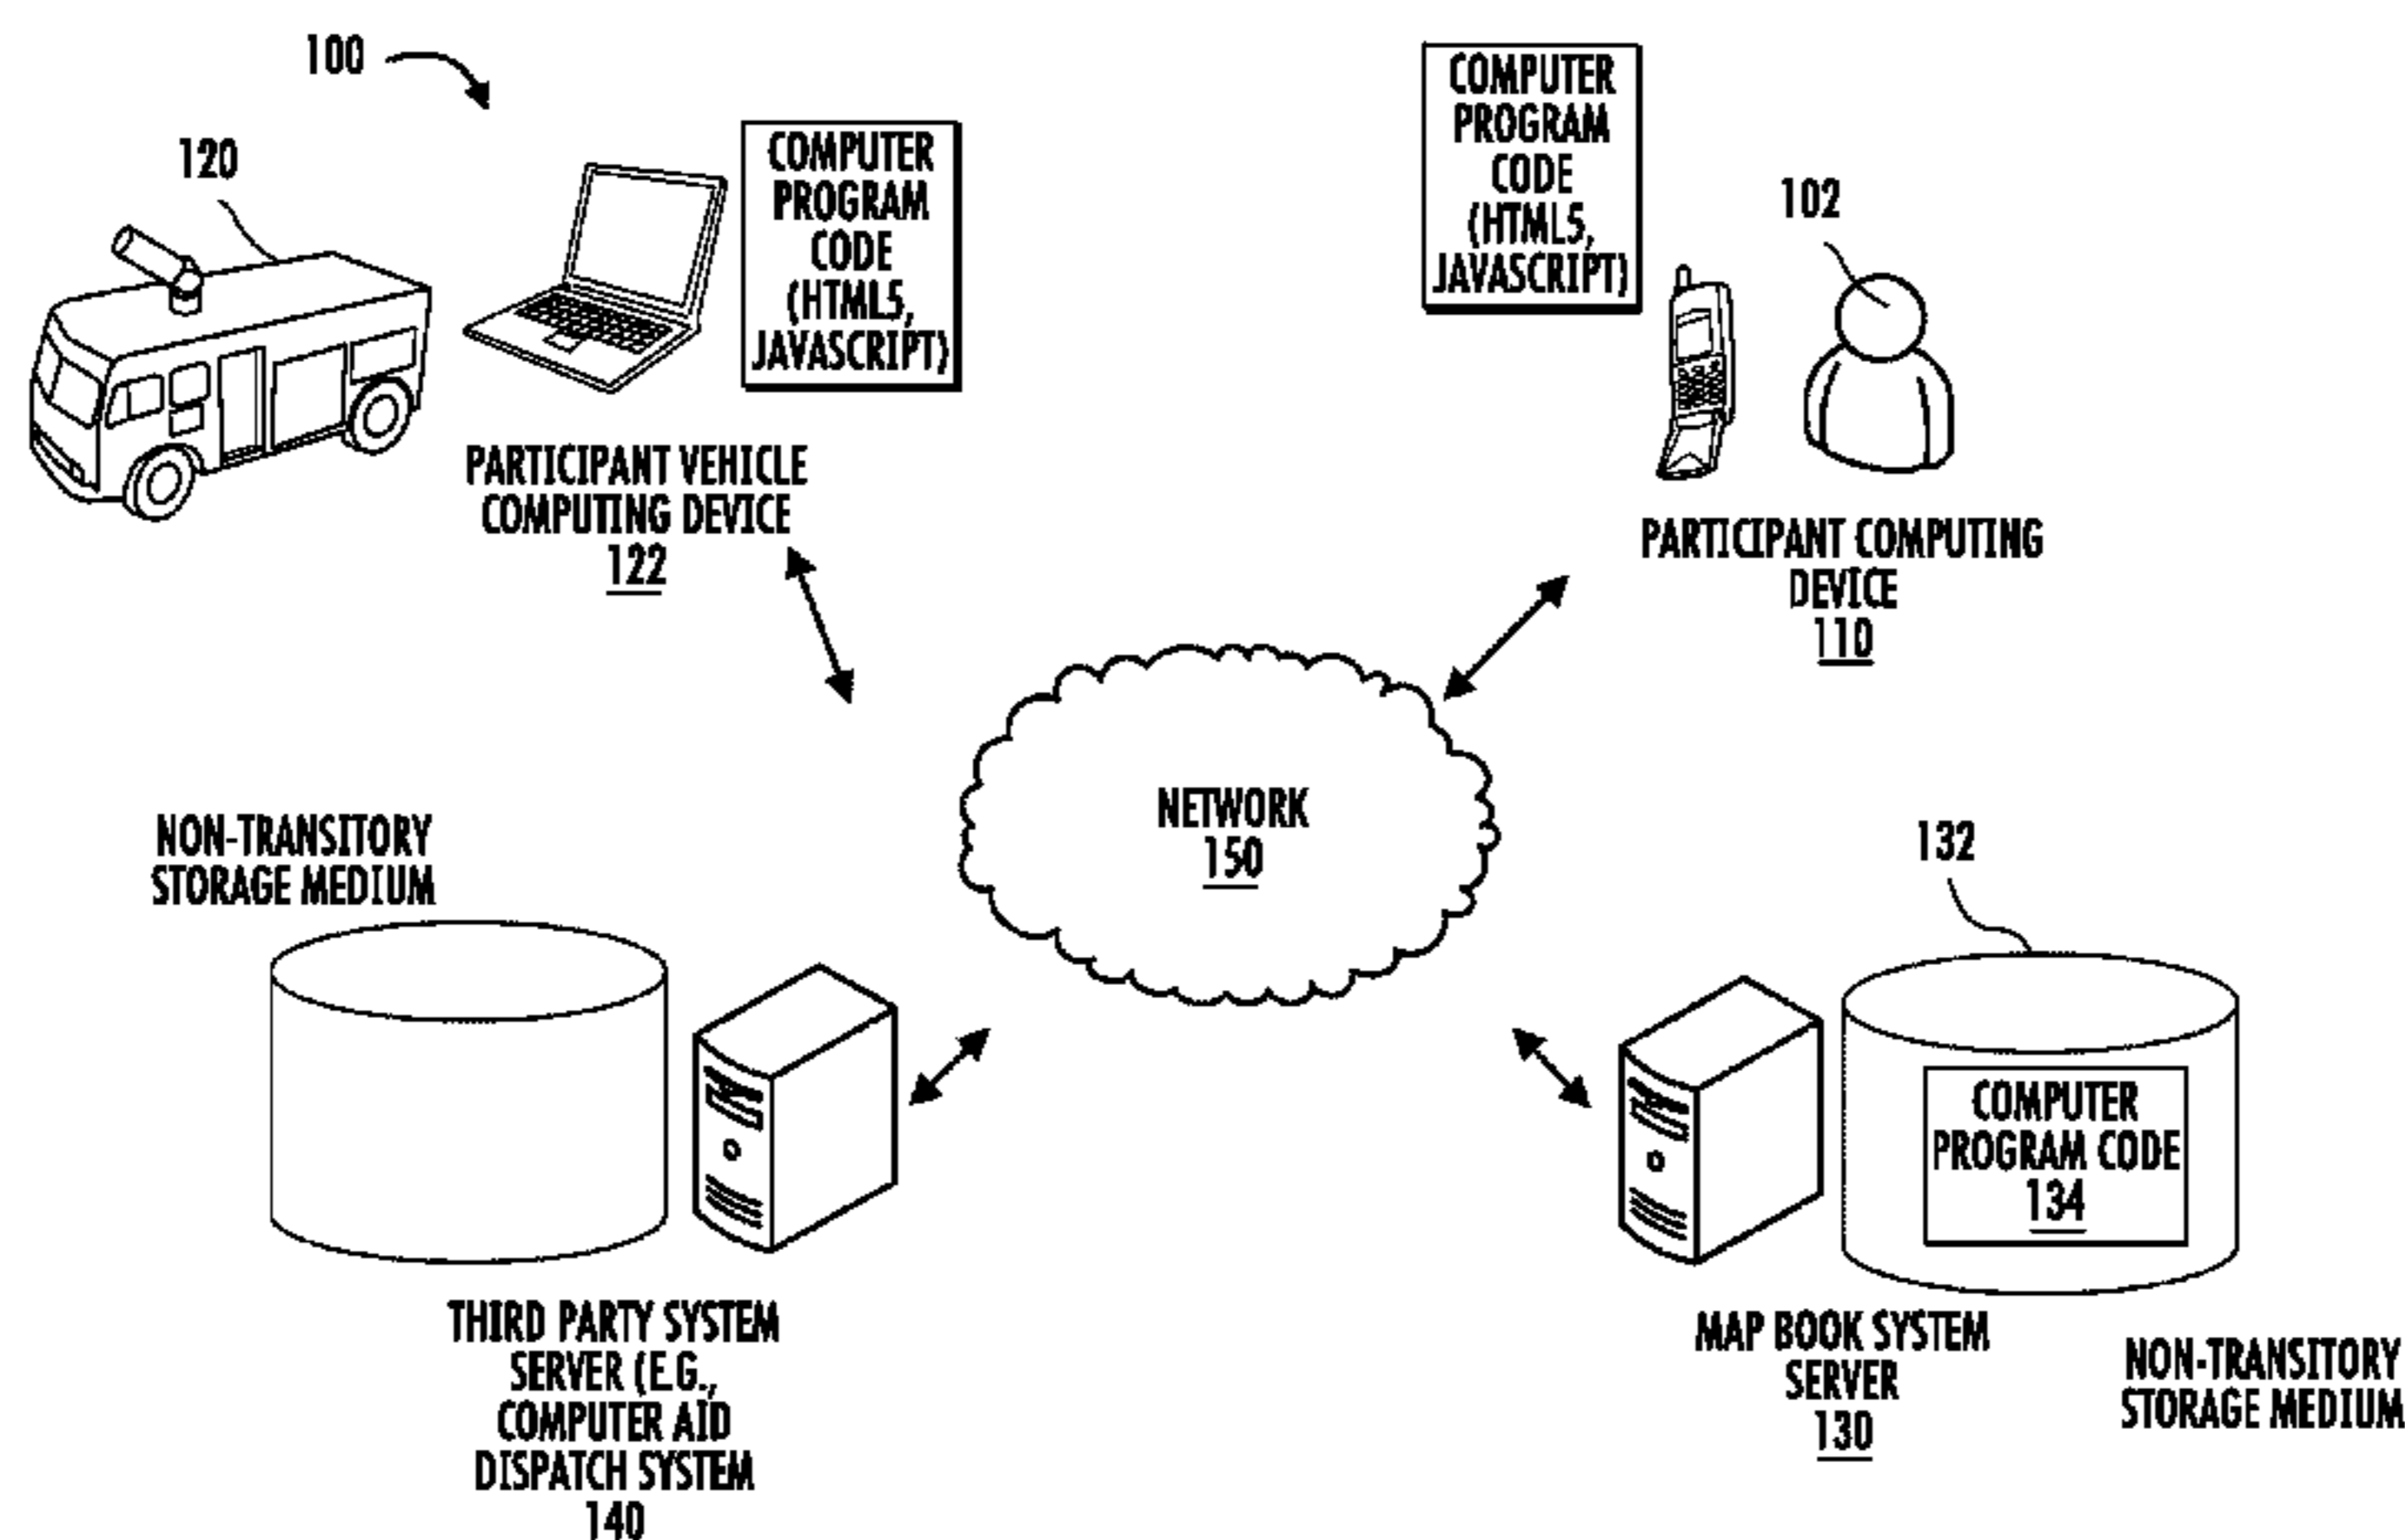 100
120
COMPUTER
PROGRAM
CODE
(HTML5,
JAVASCRIPT)
PARTICIPANT VEHICLE
COMPUTING DEVICE
122
COMPUTER
PROGRAM
CODE
(HTML5,
JAVASCRIPT)
102
PARTICIPANT COMPUTING
DEVICE
110
NETWORK
150
NON-TRANSITORY
STORAGE MEDIUM
THIRD PARTY SYSTEM
SERVER (E.G.,
COMPUTER AID
DISPATCH SYSTEM
140
132
COMPUTER
PROGRAM CODE
134
MAP BOOK SYSTEM
SERVER
130
NON-TRANSITORY
STORAGE MEDIUM